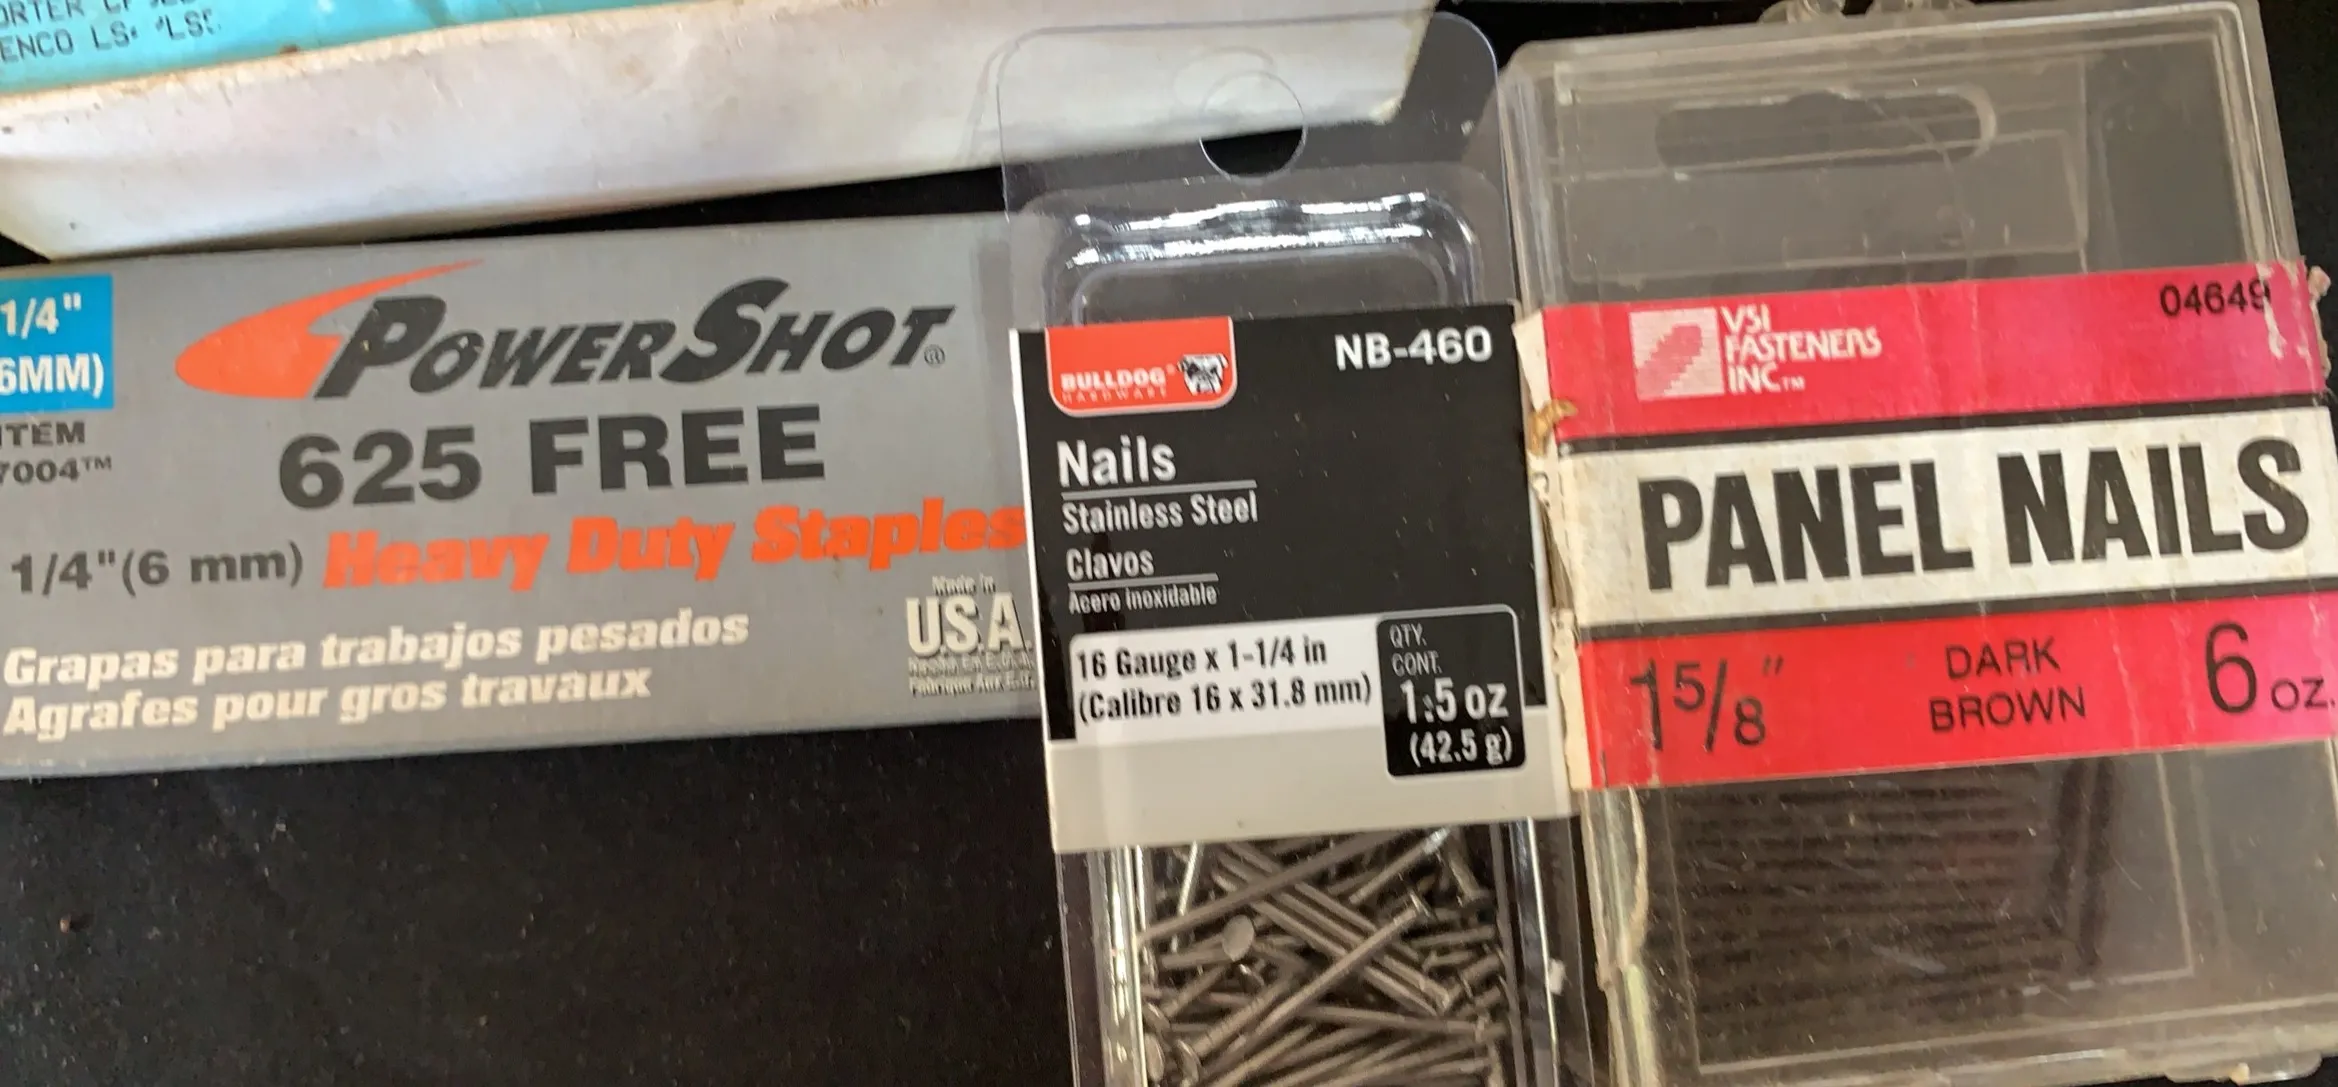 ENCO LS
1/4"
6MM)
ITEM
7004™
POWERSHOT®
625 FREE
1/4"(6 mm) Heavy Duty Staples
Made in
U.S.A.
Grapas para trabajos pesados
Agrafes pour gros travaux
BULLDOG®
HARDWARE
NB-460
Nails
Stainless Steel
Clavos
Acero inoxidable
16 Gauge x 1-1/4 in
(Calibre 16 x 31.8 mm)
QTY.
CONT.
1.5 oz
(42.5 g)
VSI
FASTENERS
INC.™
04649
PANEL NAILS
1 5/8"
DARK
BROWN
6 oz.